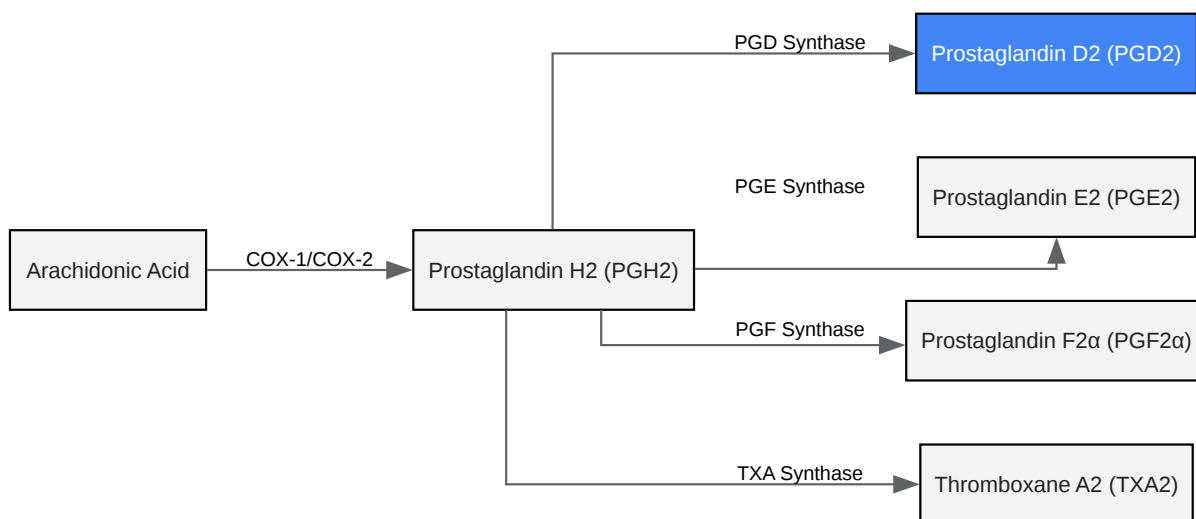 PGD Synthase
Prostaglandin D2 (PGD2)
PGE Synthase
Prostaglandin E2 (PGE2)
Arachidonic Acid
COX-1/COX-2
Prostaglandin H2 (PGH2)
PGF Synthase
Prostaglandin F2α (PGF2α)
TXA Synthase
Thromboxane A2 (TXA2)